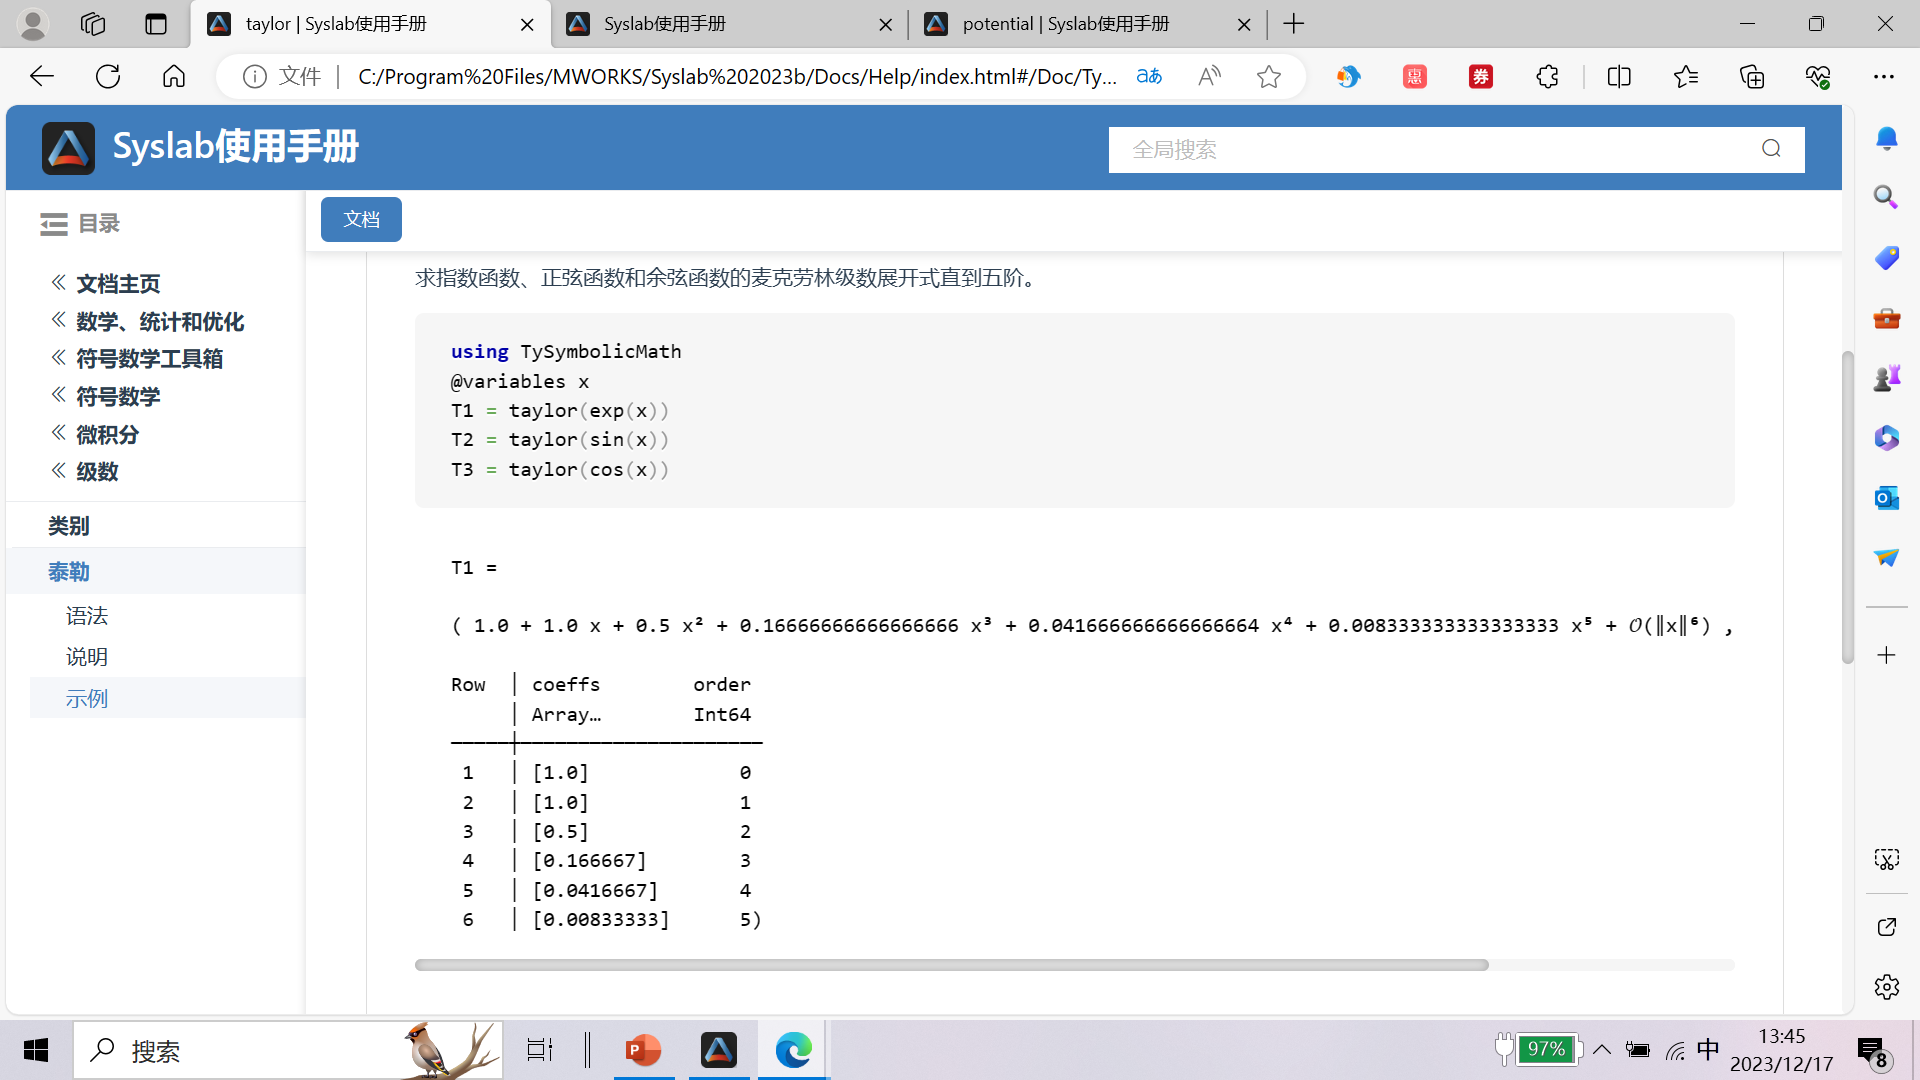 taylor | Syslab使用手册
Syslab使用手册
potential | Syslab使用手册
文件
C:/Program%20Files/MWORKS/Syslab%202023b/Docs/Help/index.html#/Doc/Ty...
aあ
惠
券
Syslab使用手册
全局搜索
目录
文档
文档主页
数学、统计和优化
符号数学工具箱
符号数学
微积分
级数
类别
泰勒
语法
说明
示例
求指数函数、正弦函数和余弦函数的麦克劳林级数展开式直到五阶。
using TySymbolicMath
@variables x
T1 = taylor(exp(x))
T2 = taylor(sin(x))
T3 = taylor(cos(x))
T1 =
( 1.0 + 1.0 x + 0.5 x² + 0.16666666666666666 x³ + 0.041666666666666664 x⁴ + 0.008333333333333333 x⁵ + 𝒪(‖x‖⁶) ,
Row │ coeffs order
│ Array… Int64
─────┼─────────────────────
1 │ [1.0] 0
2 │ [1.0] 1
3 │ [0.5] 2
4 │ [0.166667] 3
5 │ [0.0416667] 4
6 │ [0.00833333] 5)
搜索
97%
中
13:45
2023/12/17
8